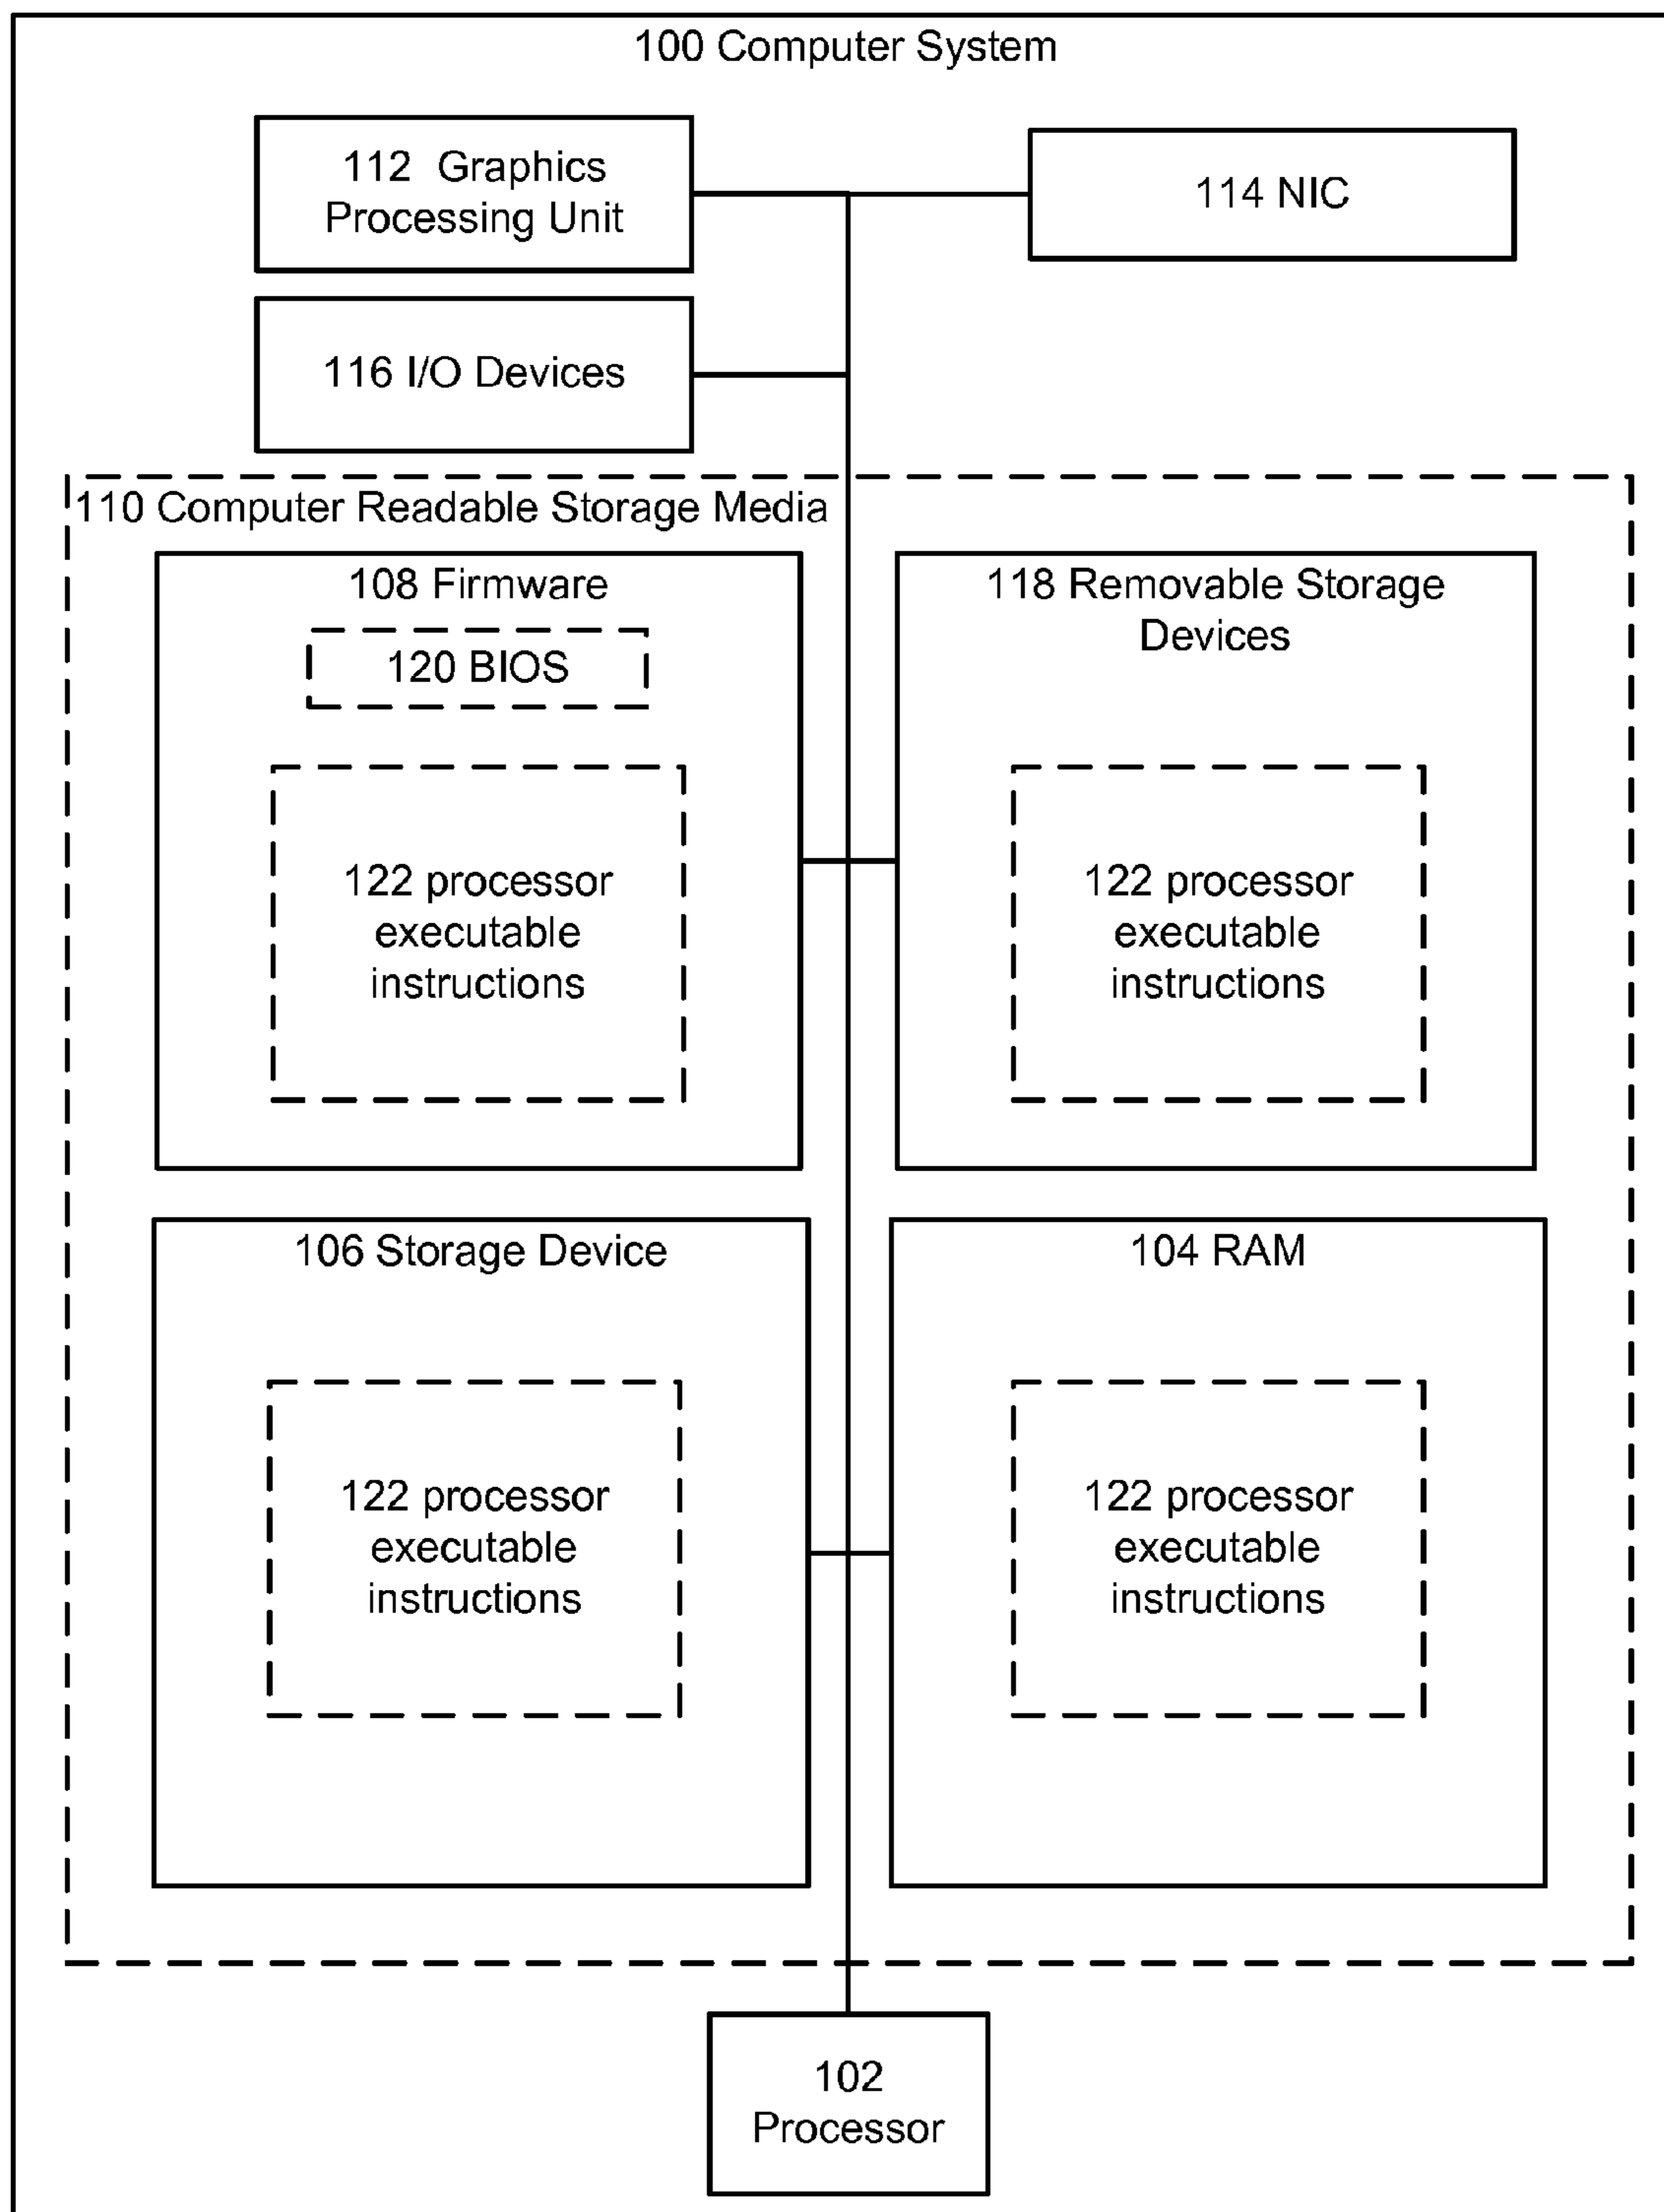 100 Computer System
112 Graphics
Processing Unit
114 NIC
116 I/O Devices
110 Computer Readable Storage Media
108 Firmware
120 BIOS
122 processor
executable
instructions
118 Removable Storage
Devices
122 processor
executable
instructions
106 Storage Device
122 processor
executable
instructions
104 RAM
122 processor
executable
instructions
102
Processor